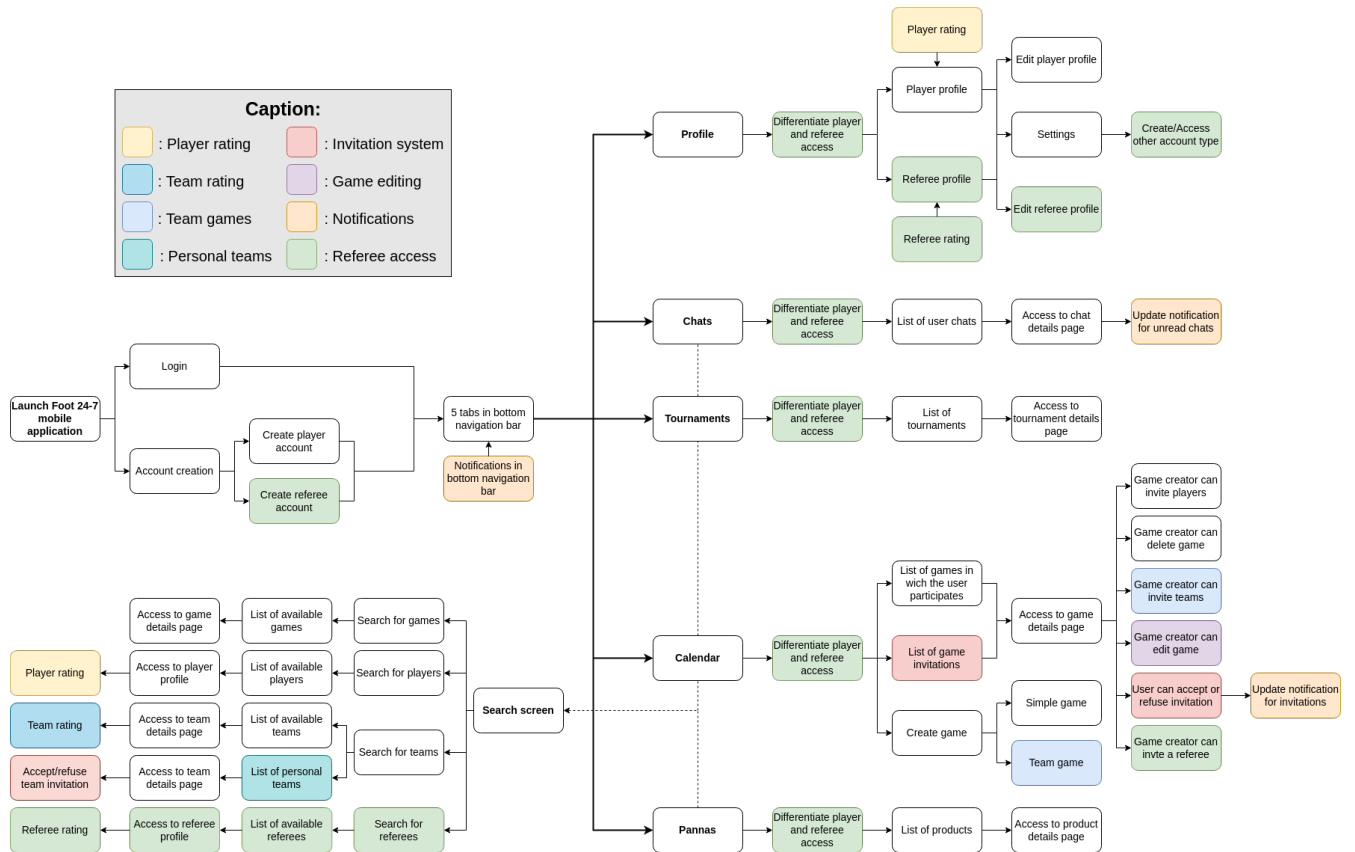 Caption:
: Player rating
: Invitation system
: Team rating
: Game editing
: Team games
: Notifications
: Personal teams
: Referee access
Launch Foot 24-7
mobile
application
Login
Account creation
Create player
account
Create referee
account
5 tabs in bottom
navigation bar
Notifications in
bottom navigation
bar
Profile
Differentiate player
and referee
access
Player rating
Player profile
Referee profile
Referee rating
Edit player profile
Settings
Edit referee profile
Create/Access
other account type
Chats
Differentiate player
and referee
access
List of user chats
Access to chat
details page
Update notification
for unread chats
Tournaments
Differentiate player
and referee
access
List of
tournaments
Access to
tournament details
page
Calendar
Differentiate player
and referee
access
List of games in
wich the user
participates
List of game
invitations
Create game
Access to game
details page
Simple game
Team game
Game creator can
invite players
Game creator can
delete game
Game creator can
invite teams
Game creator can
edit game
User can accept or
refuse invitation
Game creator can
invte a referee
Update notification
for invitations
Pannas
Differentiate player
and referee
access
List of products
Access to product
details page
Search screen
Search for games
List of available
games
Access to game
details page
Search for players
List of available
players
Access to player
profile
Player rating
Search for teams
List of available
teams
Access to team
details page
Team rating
List of personal
teams
Access to team
details page
Accept/refuse
team invitation
Search for
referees
List of available
referees
Access to referee
profile
Referee rating